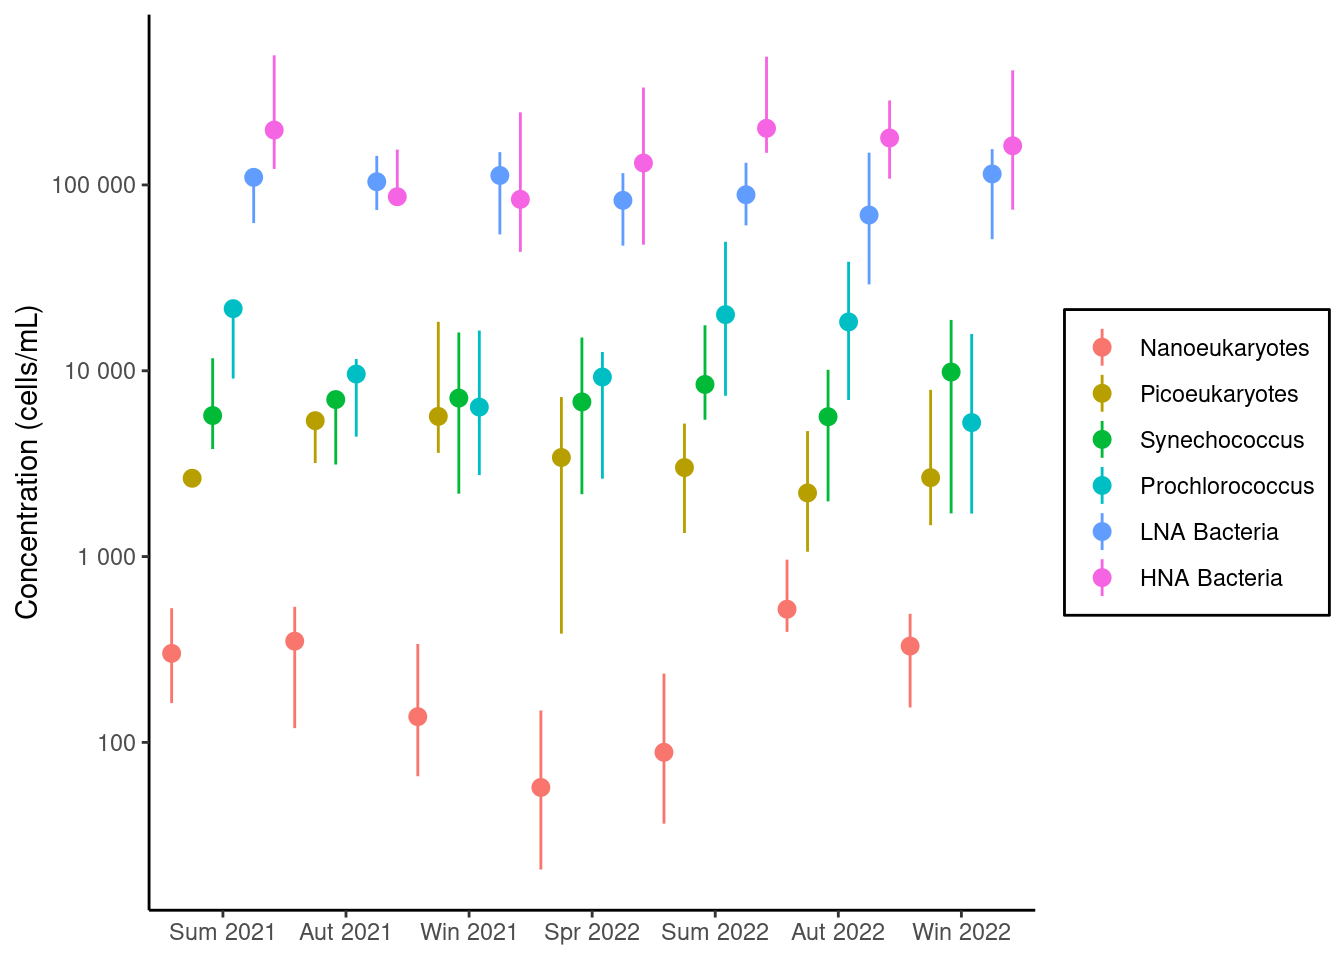 Concentration (cells/mL)
100 000
10 000
1 000
100
Sum 2021
Aut 2021
Win 2021
Spr 2022
Sum 2022
Aut 2022
Win 2022
Nanoeukaryotes
Picoeukaryotes
Synechococcus
Prochlorococcus
LNA Bacteria
HNA Bacteria